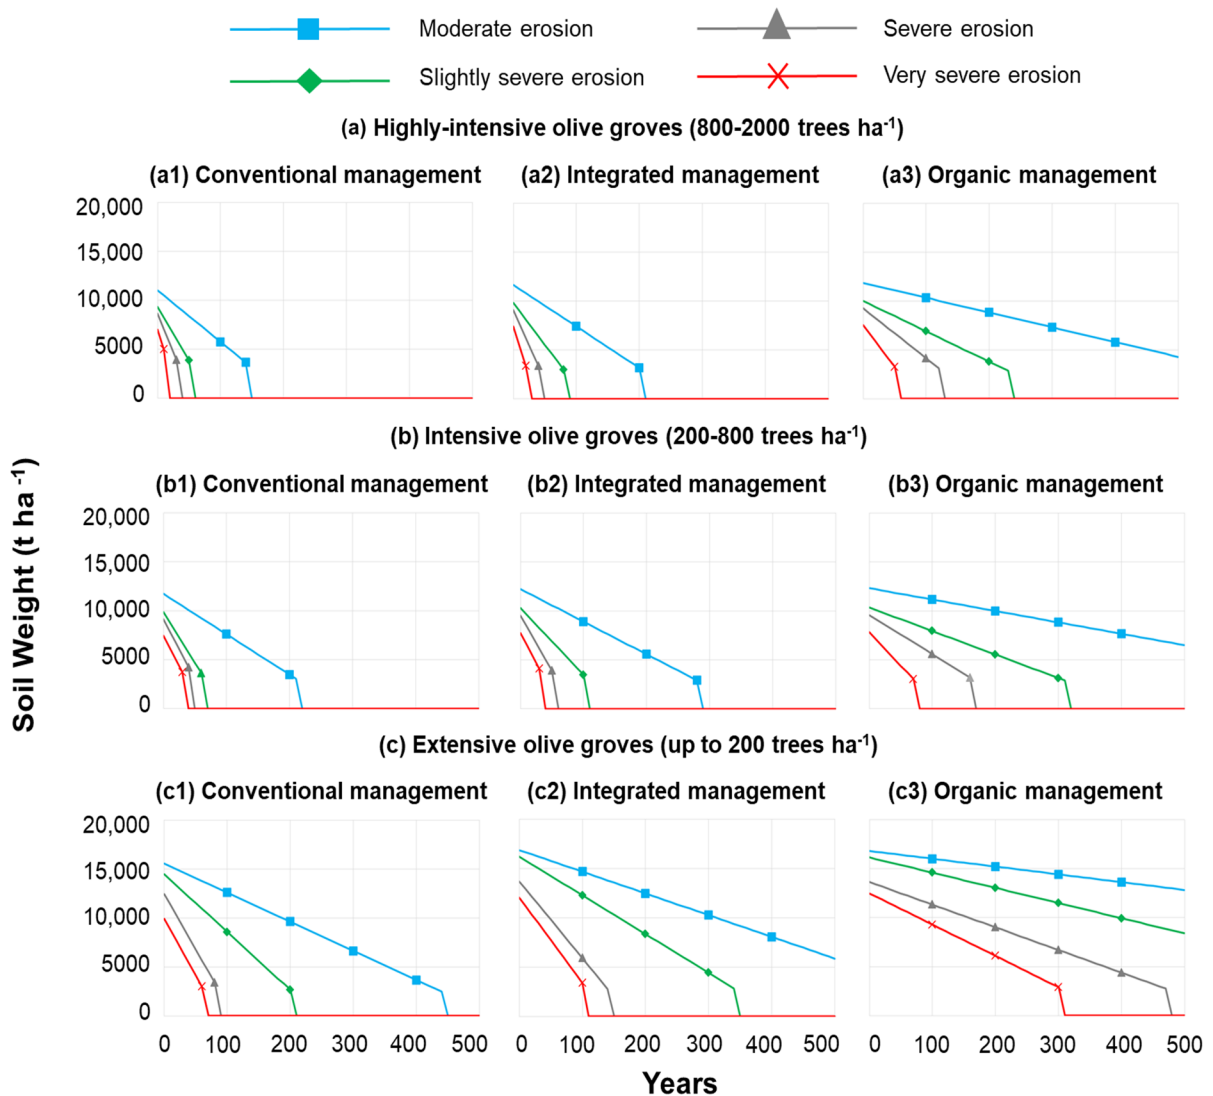 Moderate erosion
Severe erosion
Slightly severe erosion
Very severe erosion
(a) Highly-intensive olive groves (800-2000 trees ha⁻¹)
(a1) Conventional management
(a2) Integrated management
(a3) Organic management
20,000
15,000
10,000
5000
0
(b) Intensive olive groves (200-800 trees ha⁻¹)
(b1) Conventional management
(b2) Integrated management
(b3) Organic management
20,000
15,000
10,000
5000
0
Soil Weight (t ha ⁻¹)
(c) Extensive olive groves (up to 200 trees ha⁻¹)
(c1) Conventional management
(c2) Integrated management
(c3) Organic management
20,000
15,000
10,000
5000
0
0 100 200 300 400 500
0 100 200 300 400 500
0 100 200 300 400 500
Years